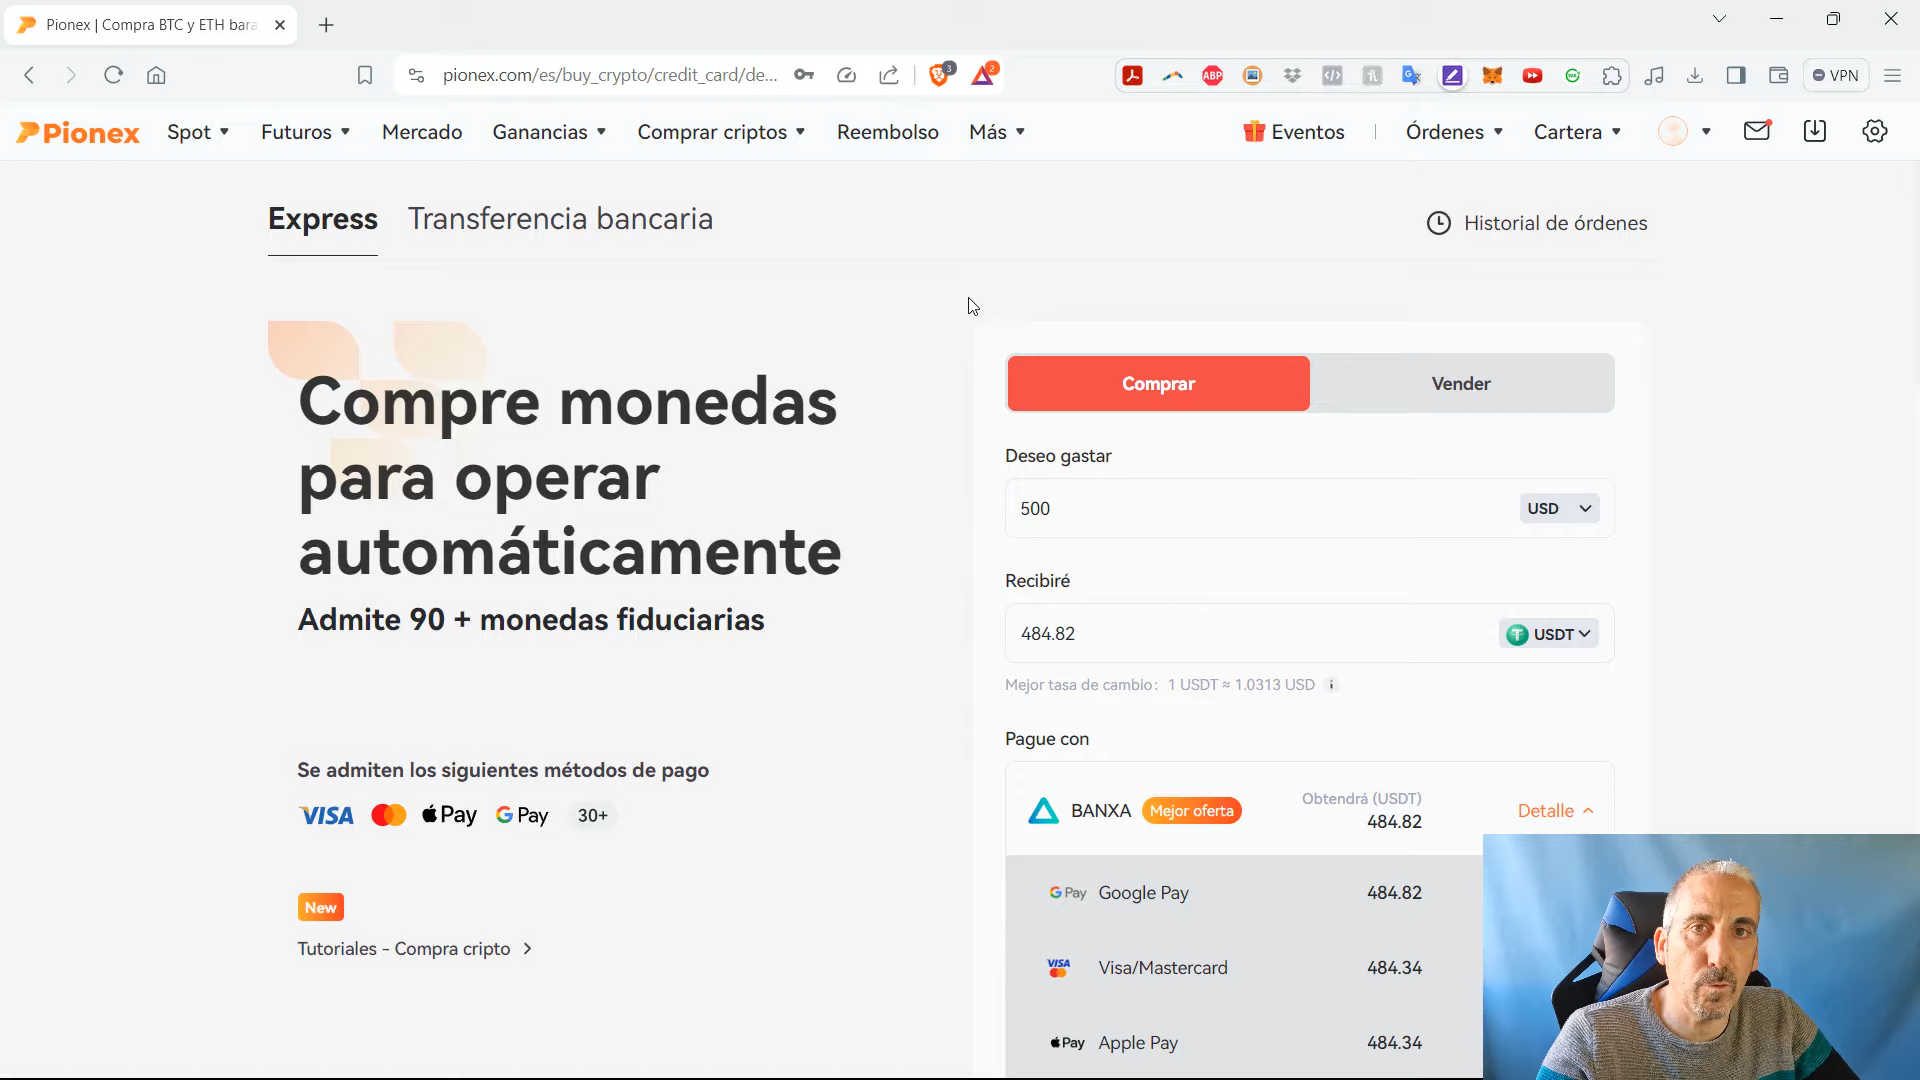 Pionex | Compra BTC y ETH bara
pionex.com/es/buy_crypto/credit_card/de...
3
2
ABP
VPN
Pionex
Spot
Futuros
Mercado
Ganancias
Comprar criptos
Reembolso
Más
Eventos
Órdenes
Cartera
Express
Transferencia bancaria
Historial de órdenes
Compre monedas
para operar
automáticamente
Admite 90 + monedas fiduciarias
Se admiten los siguientes métodos de pago
VISA
Pay
G Pay
30+
New
Tutoriales - Compra cripto
Comprar
Vender
Deseo gastar
500
USD
Recibiré
484.82
USDT
Mejor tasa de cambio: 1 USDT ≈ 1.0313 USD
Pague con
BANXA
Mejor oferta
Obtendrá (USDT)
484.82
Detalle
G Pay
Google Pay
484.82
VISA
Visa/Mastercard
484.34
Pay
Apple Pay
484.34